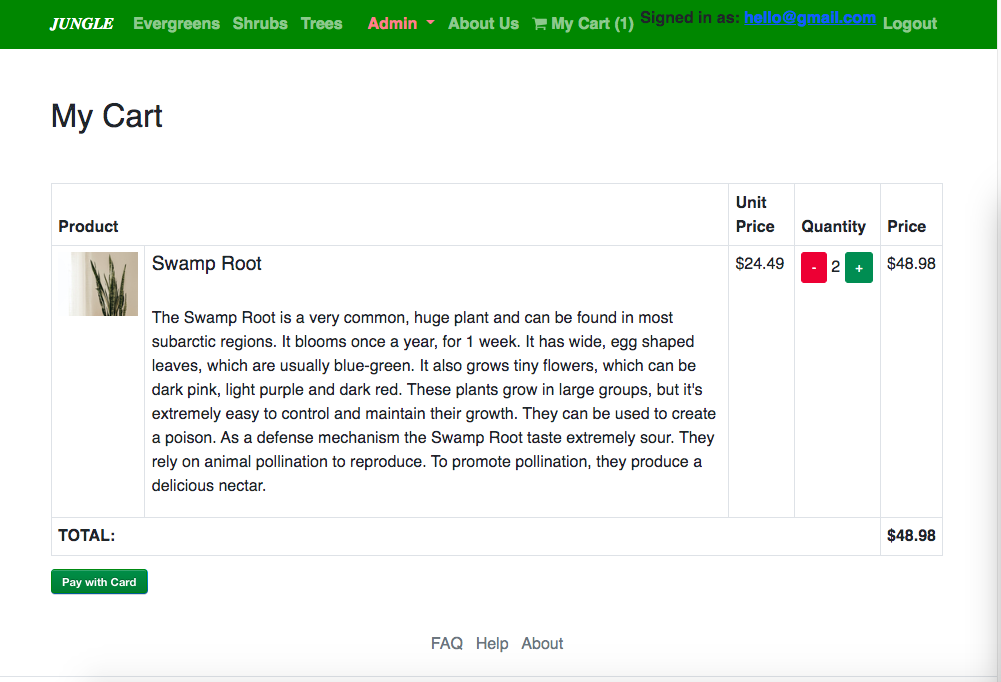 JUNGLE Evergreens Shrubs Trees Admin About Us My Cart (1) Signed in as: hello@gmail.com Logout
My Cart
Product Unit Price Quantity Price
Swamp Root $24.49 - 2 + $48.98
The Swamp Root is a very common, huge plant and can be found in most
subarctic regions. It blooms once a year, for 1 week. It has wide, egg shaped
leaves, which are usually blue-green. It also grows tiny flowers, which can be
dark pink, light purple and dark red. These plants grow in large groups, but it's
extremely easy to control and maintain their growth. They can be used to create
a poison. As a defense mechanism the Swamp Root taste extremely sour. They
rely on animal pollination to reproduce. To promote pollination, they produce a
delicious nectar.
TOTAL: $48.98
Pay with Card
FAQ Help About